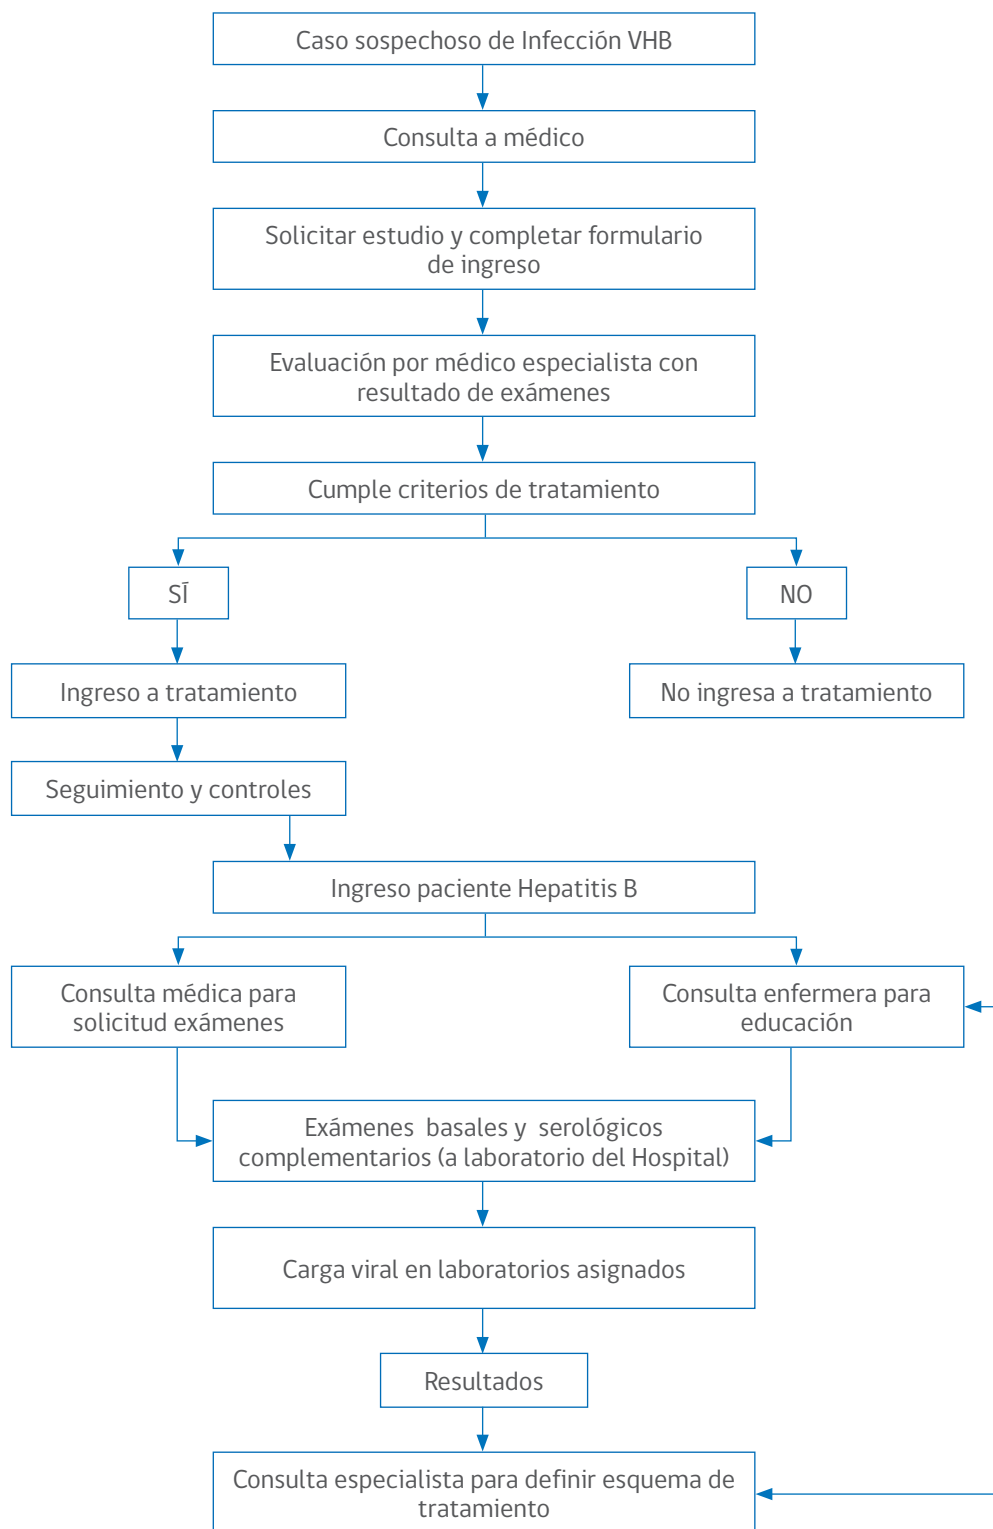 Caso sospechoso de Infección VHB
Consulta a médico
Solicitar estudio y completar formulario
de ingreso
Evaluación por médico especialista con
resultado de exámenes
Cumple criterios de tratamiento
SÍ
NO
Ingreso a tratamiento
No ingresa a tratamiento
Seguimiento y controles
Ingreso paciente Hepatitis B
Consulta médica para
solicitud exámenes
Consulta enfermera para
educación
Exámenes basales y serológicos
complementarios (a laboratorio del Hospital)
Carga viral en laboratorios asignados
Resultados
Consulta especialista para definir esquema de
tratamiento